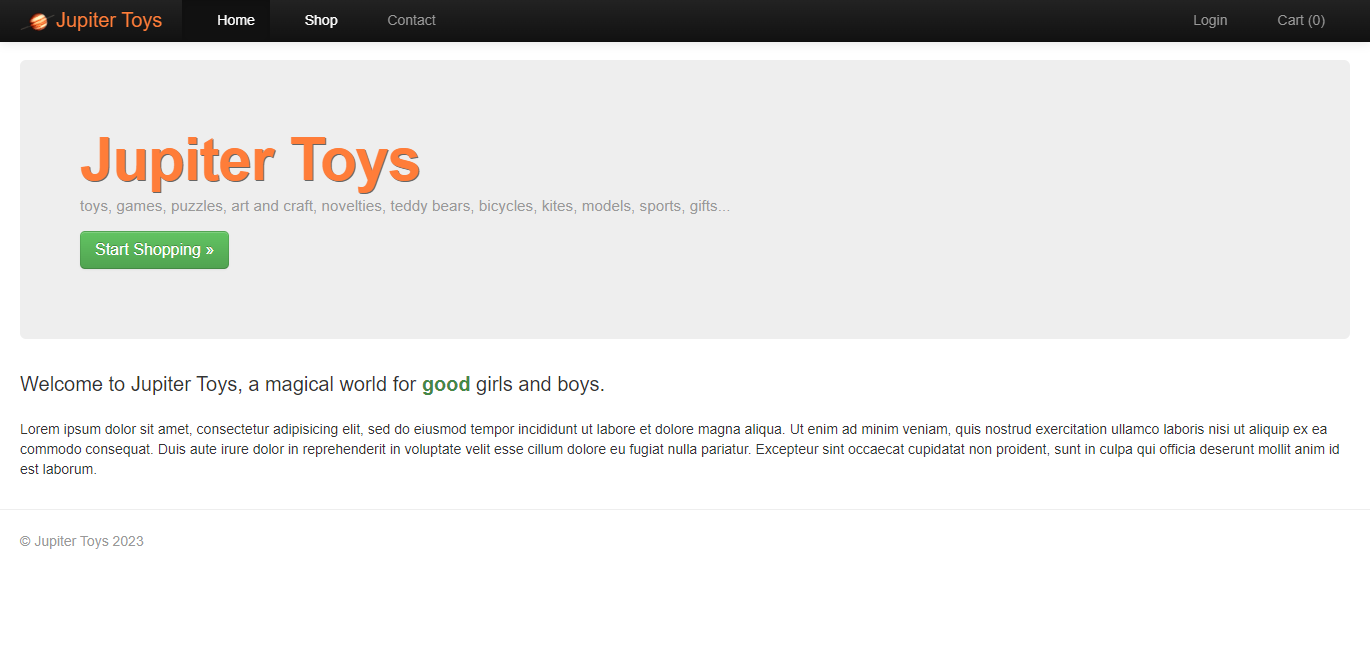 Jupiter Toys Home Shop Contact Login Cart (0)
Jupiter Toys
toys, games, puzzles, art and craft, novelties, teddy bears, bicycles, kites, models, sports, gifts...
Start Shopping »
Welcome to Jupiter Toys, a magical world for good girls and boys.
Lorem ipsum dolor sit amet, consectetur adipisicing elit, sed do eiusmod tempor incididunt ut labore et dolore magna aliqua. Ut enim ad minim veniam, quis nostrud exercitation ullamco laboris nisi ut aliquip ex ea
commodo consequat. Duis aute irure dolor in reprehenderit in voluptate velit esse cillum dolore eu fugiat nulla pariatur. Excepteur sint occaecat cupidatat non proident, sunt in culpa qui officia deserunt mollit anim id
est laborum.
© Jupiter Toys 2023